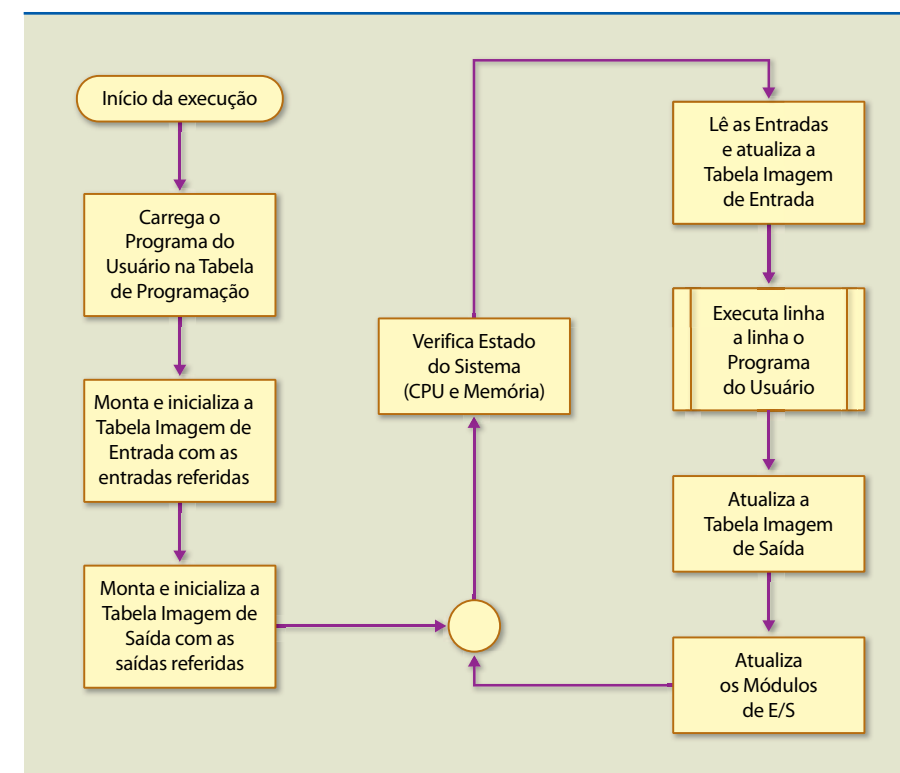 Início da execução
Carrega o
Programa do
Usuário na Tabela
de Programação
Monta e inicializa a
Tabela Imagem de
Entrada com as
entradas referidas
Monta e inicializa a
Tabela Imagem de
Saída com as
saídas referidas
Verifica Estado
do Sistema
(CPU e Memória)
Lê as Entradas
e atualiza a
Tabela Imagem
de Entrada
Executa linha
a linha o
Programa
do Usuário
Atualiza a
Tabela Imagem
de Saída
Atualiza
os Módulos
de E/S